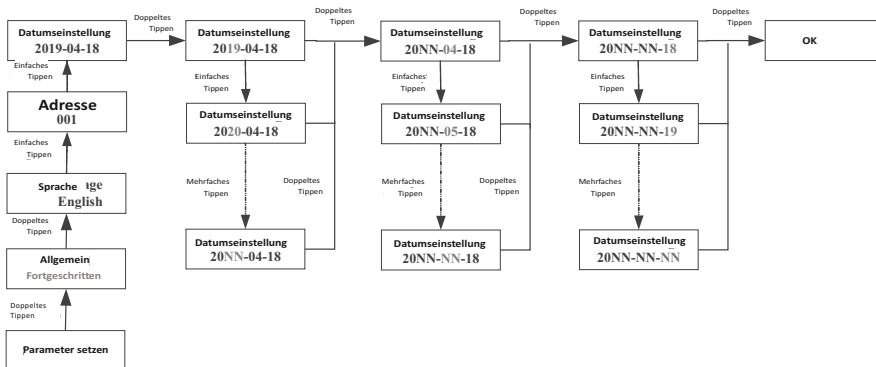 Datumseinstellung
2019-04-18
Doppeltes
Tippen
Datumseinstellung
2019-04-18
Doppeltes
Tippen
Datumseinstellung
20NN-04-18
Doppeltes
Tippen
Datumseinstellung
20NN-NN-18
Doppeltes
Tippen
OK
Einfaches
Tippen
Einfaches
Tippen
Einfaches
Tippen
Einfaches
Tippen
Adresse
001
Datumseinstellung
2020-04-18
Datumseinstellung
20NN-05-18
Datumseinstellung
20NN-NN-19
Einfaches
Tippen
Sprache
English
Mehrfaches
Tippen
Doppeltes
Tippen
Mehrfaches
Tippen
Doppeltes
Tippen
Mehrfaches
Tippen
Doppeltes
Tippen
Datumseinstellung
20NN-04-18
Datumseinstellung
20NN-NN-18
Datumseinstellung
20NN-NN-NN
Allgemein
Fortgeschritten
Doppeltes
Tippen
Parameter setzen